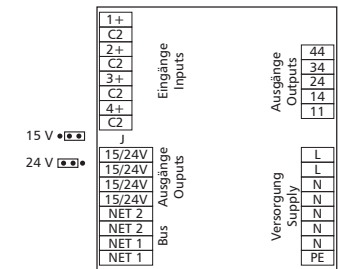 1+
C2
2+
C2
3+
C2
4+
C2
Eingänge
Inputs
J
15 V
24 V
15/24V
15/24V
15/24V
15/24V
Ausgänge
Ouputs
NET 2
NET 2
NET 1
NET 1
Bus
Ausgänge
Outputs
44
34
24
14
11
Versorgung
Supply
L
L
N
N
N
N
N
PE